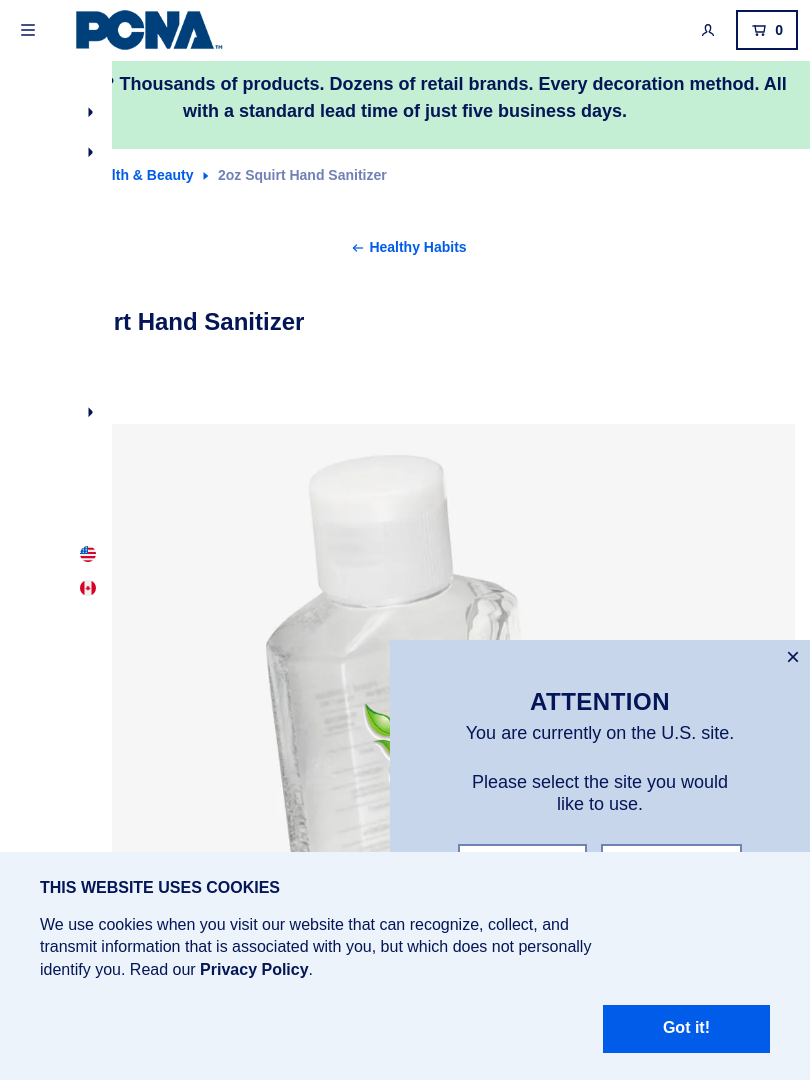 PCNA™
0
? Thousands of products. Dozens of retail brands. Every decoration method. All
with a standard lead time of just five business days.
lth & Beauty
2oz Squirt Hand Sanitizer
Healthy Habits
rt Hand Sanitizer
ATTENTION
You are currently on the U.S. site.
Please select the site you would
like to use.
THIS WEBSITE USES COOKIES
We use cookies when you visit our website that can recognize, collect, and
transmit information that is associated with you, but which does not personally
identify you. Read our Privacy Policy.
Got it!